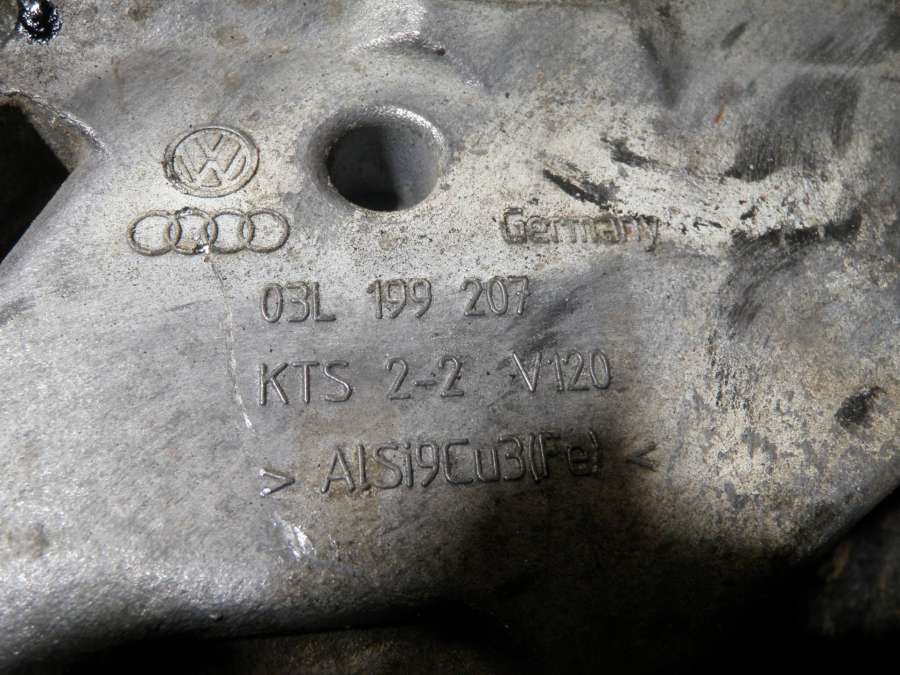 Germany
03L 199 207
KTS 2-2 V120
> AlSi9Cu3(Fe) <